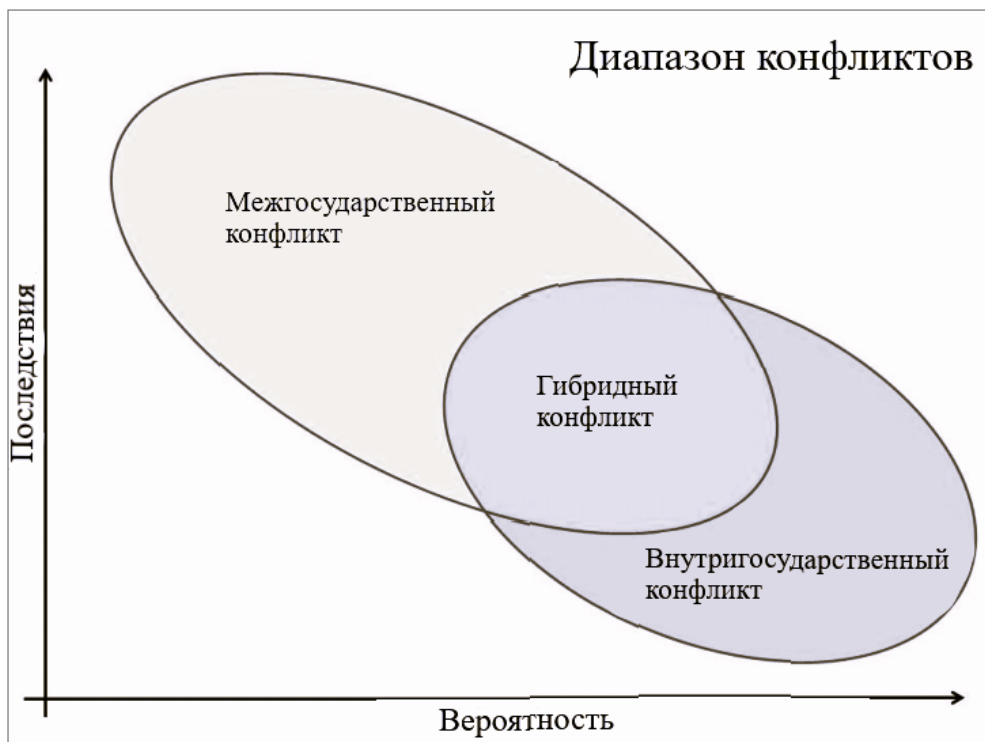 Диапазон конфликтов
Межгосударственный
конфликт
Последствия
Гибридный
конфликт
Внутригосударственный
конфликт
Вероятность